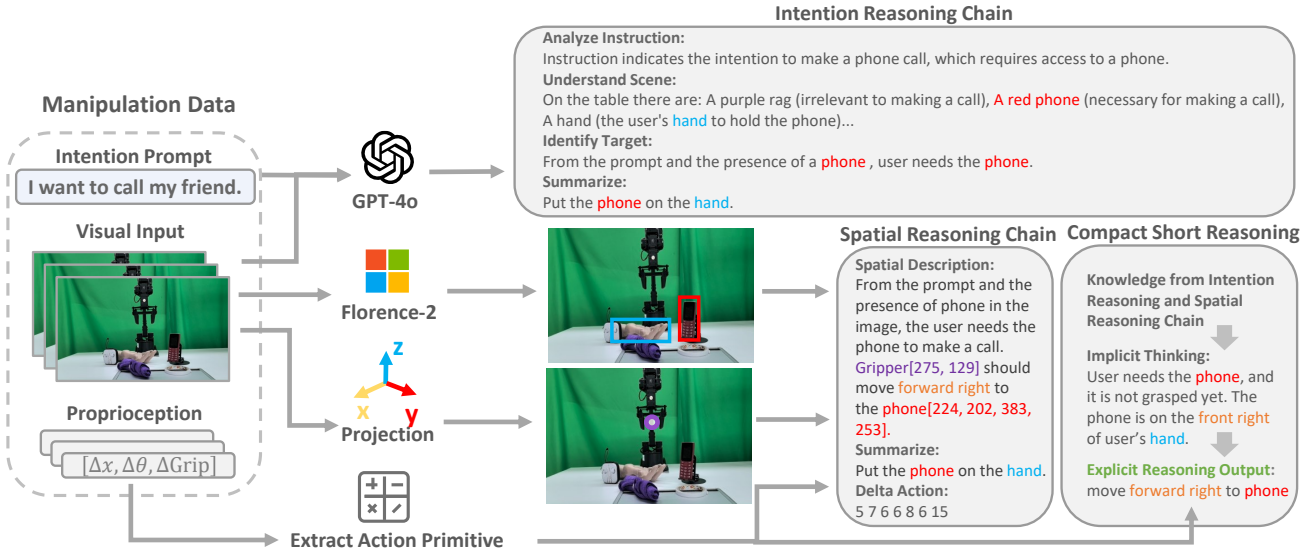 Intention Reasoning Chain
Analyze Instruction:
Instruction indicates the intention to make a phone call, which requires access to a phone.
Understand Scene:
On the table there are: A purple rag (irrelevant to making a call), A red phone (necessary for making a call),
A hand (the user's hand to hold the phone)...
Identify Target:
From the prompt and the presence of a phone , user needs the phone.
Summarize:
Put the phone on the hand.
Manipulation Data
Intention Prompt
I want to call my friend.
Visual Input
Proprioception
[Δx, Δθ, ΔGrip]
GPT-4o
Florence-2
z
x
y
Projection
Extract Action Primitive
Spatial Reasoning Chain
Spatial Description:
From the prompt and the
presence of phone in the
image, the user needs the
phone to make a call.
Gripper[275, 129] should
move forward right to
the phone[224, 202, 383,
253].
Summarize:
Put the phone on the hand.
Delta Action:
5 7 6 6 8 6 15
Compact Short Reasoning
Knowledge from Intention
Reasoning and Spatial
Reasoning Chain
Implicit Thinking:
User needs the phone, and
it is not grasped yet. The
phone is on the front right
of user's hand.
Explicit Reasoning Output:
move forward right to phone